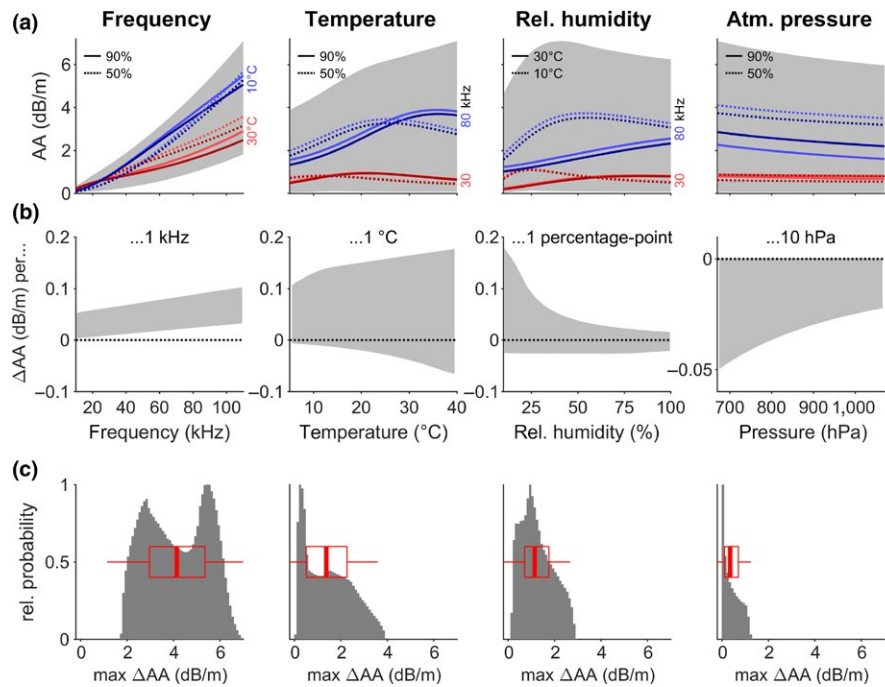 (a) Frequency Temperature Rel. humidity Atm. pressure
AA (dB/m)
6
4
2
0
90%
50%
10°C
30°C
90%
50%
80 kHz
30
30°C
10°C
80 kHz
30
90%
50%
(b)
ΔAA (dB/m) per...
...1 kHz ...1 °C ...1 percentage-point ...10 hPa
0.2 0.2 0.2
0.1 0.1 0.1 0
0 0 0
−0.1 −0.1 −0.1 −0.05
20 40 60 80 100 10 20 30 40 25 50 75 100 700 800 900 1,000
Frequency (kHz) Temperature (°C) Rel. humidity (%) Pressure (hPa)
(c)
rel. probability
1
0.5
0
0 2 4 6 0 2 4 6 0 2 4 6 0 2 4 6
max ΔAA (dB/m) max ΔAA (dB/m) max ΔAA (dB/m) max ΔAA (dB/m)